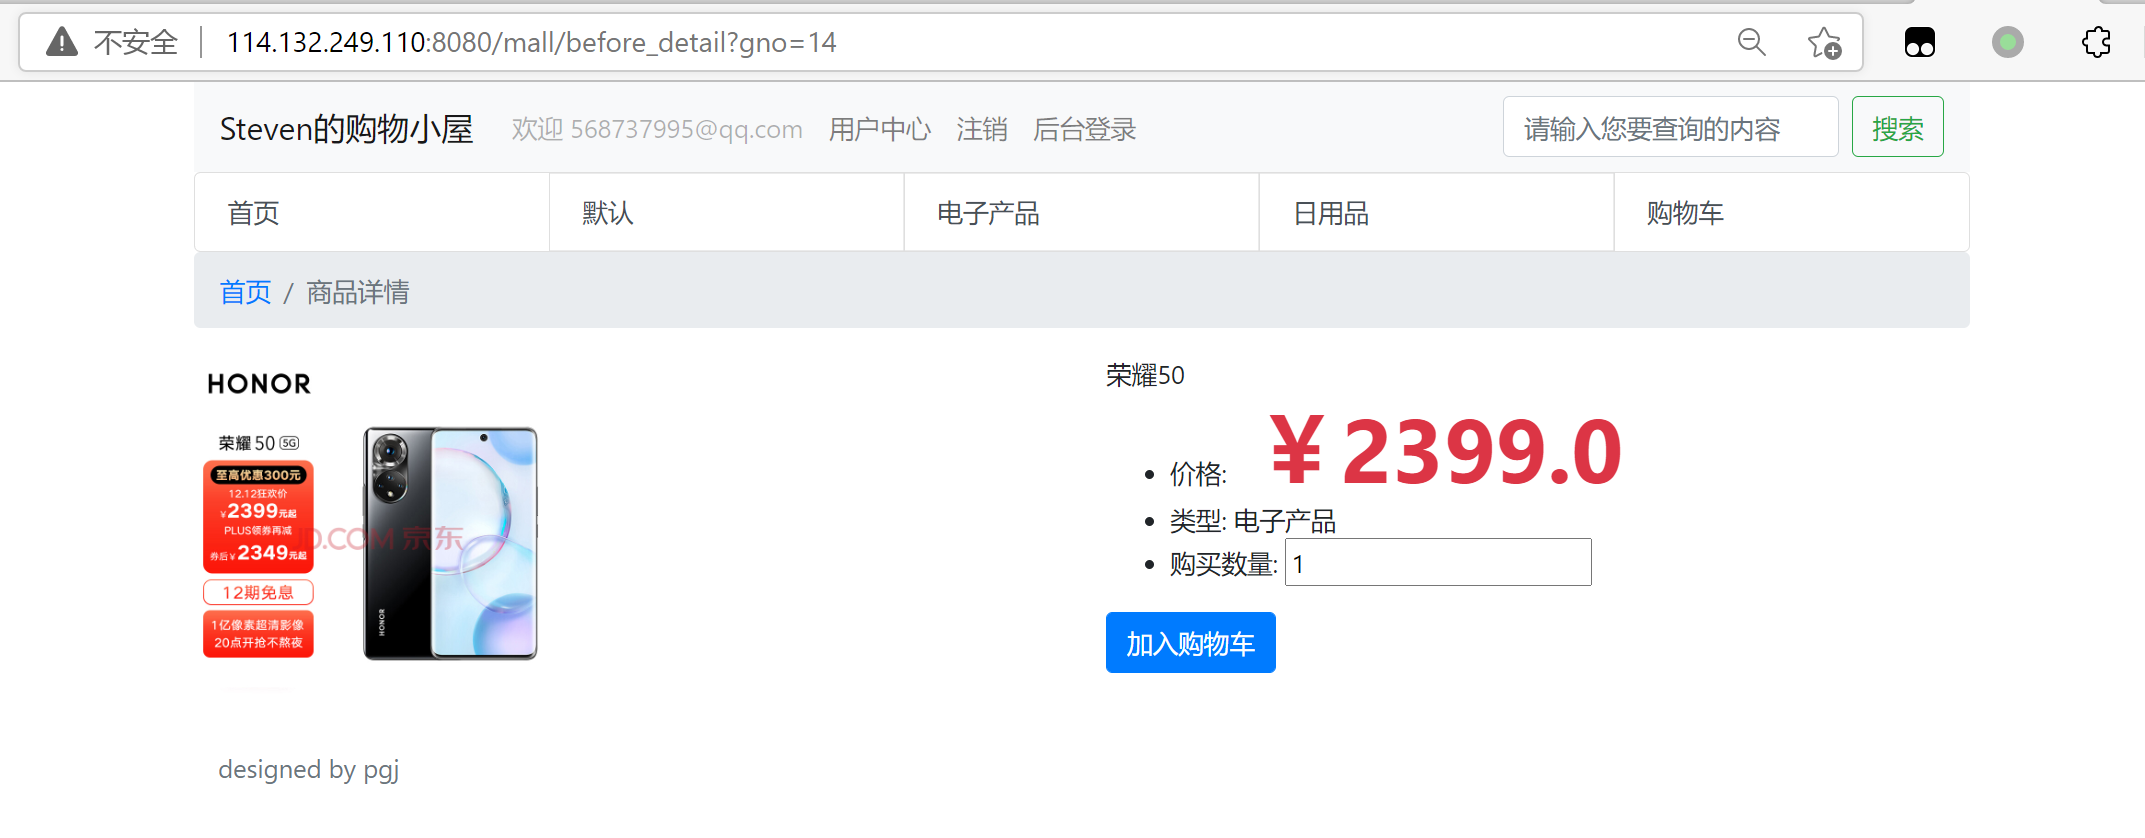 不安全 114.132.249.110:8080/mall/before_detail?gno=14
Steven的购物小屋 欢迎 568737995@qq.com 用户中心 注销 后台登录 请输入您要查询的内容 搜索
首页 默认 电子产品 日用品 购物车
首页 / 商品详情
HONOR
荣耀 50 5G
至高优惠300元
12.12狂欢价
¥2399元起
PLUS领券再减
券后¥2349元起
12期免息
1亿像素超清影像
20点开抢不熬夜
JD.COM 京东
HONOR
荣耀50
价格: ￥2399.0
类型: 电子产品
购买数量: 1
加入购物车
designed by pgj